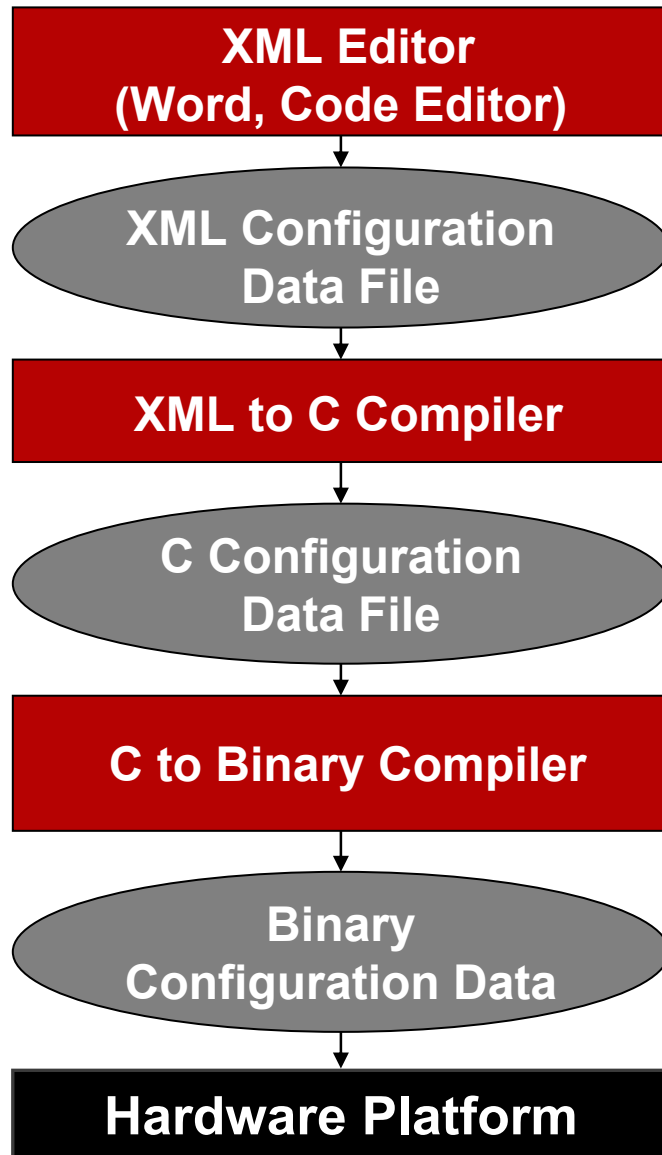 XML Editor
(Word, Code Editor)
XML Configuration
Data File
XML to C Compiler
C Configuration
Data File
C to Binary Compiler
Binary
Configuration Data
Hardware Platform